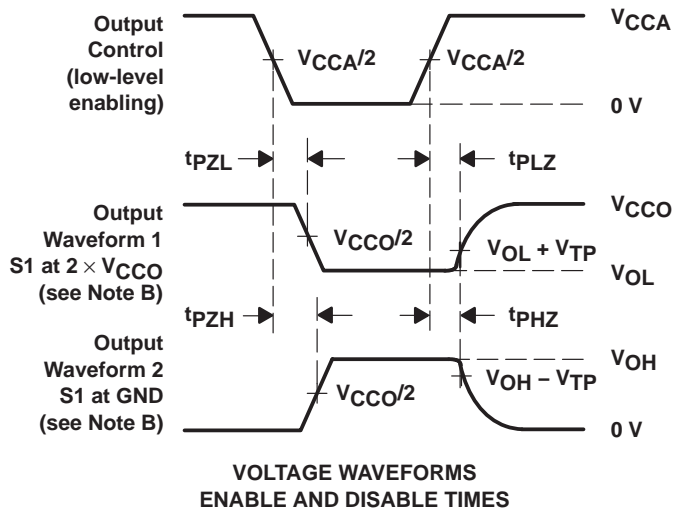 Output
Control
(low-level
enabling)
VCCA/2
VCCA/2
VCCA
0 V
tPZL
tPLZ
Output
Waveform 1
S1 at 2 × VCCO
(see Note B)
VCCO/2
VCCO
VOL + VTP
VOL
tPZH
tPHZ
Output
Waveform 2
S1 at GND
(see Note B)
VCCO/2
VOH
VOH − VTP
0 V
VOLTAGE WAVEFORMS
ENABLE AND DISABLE TIMES